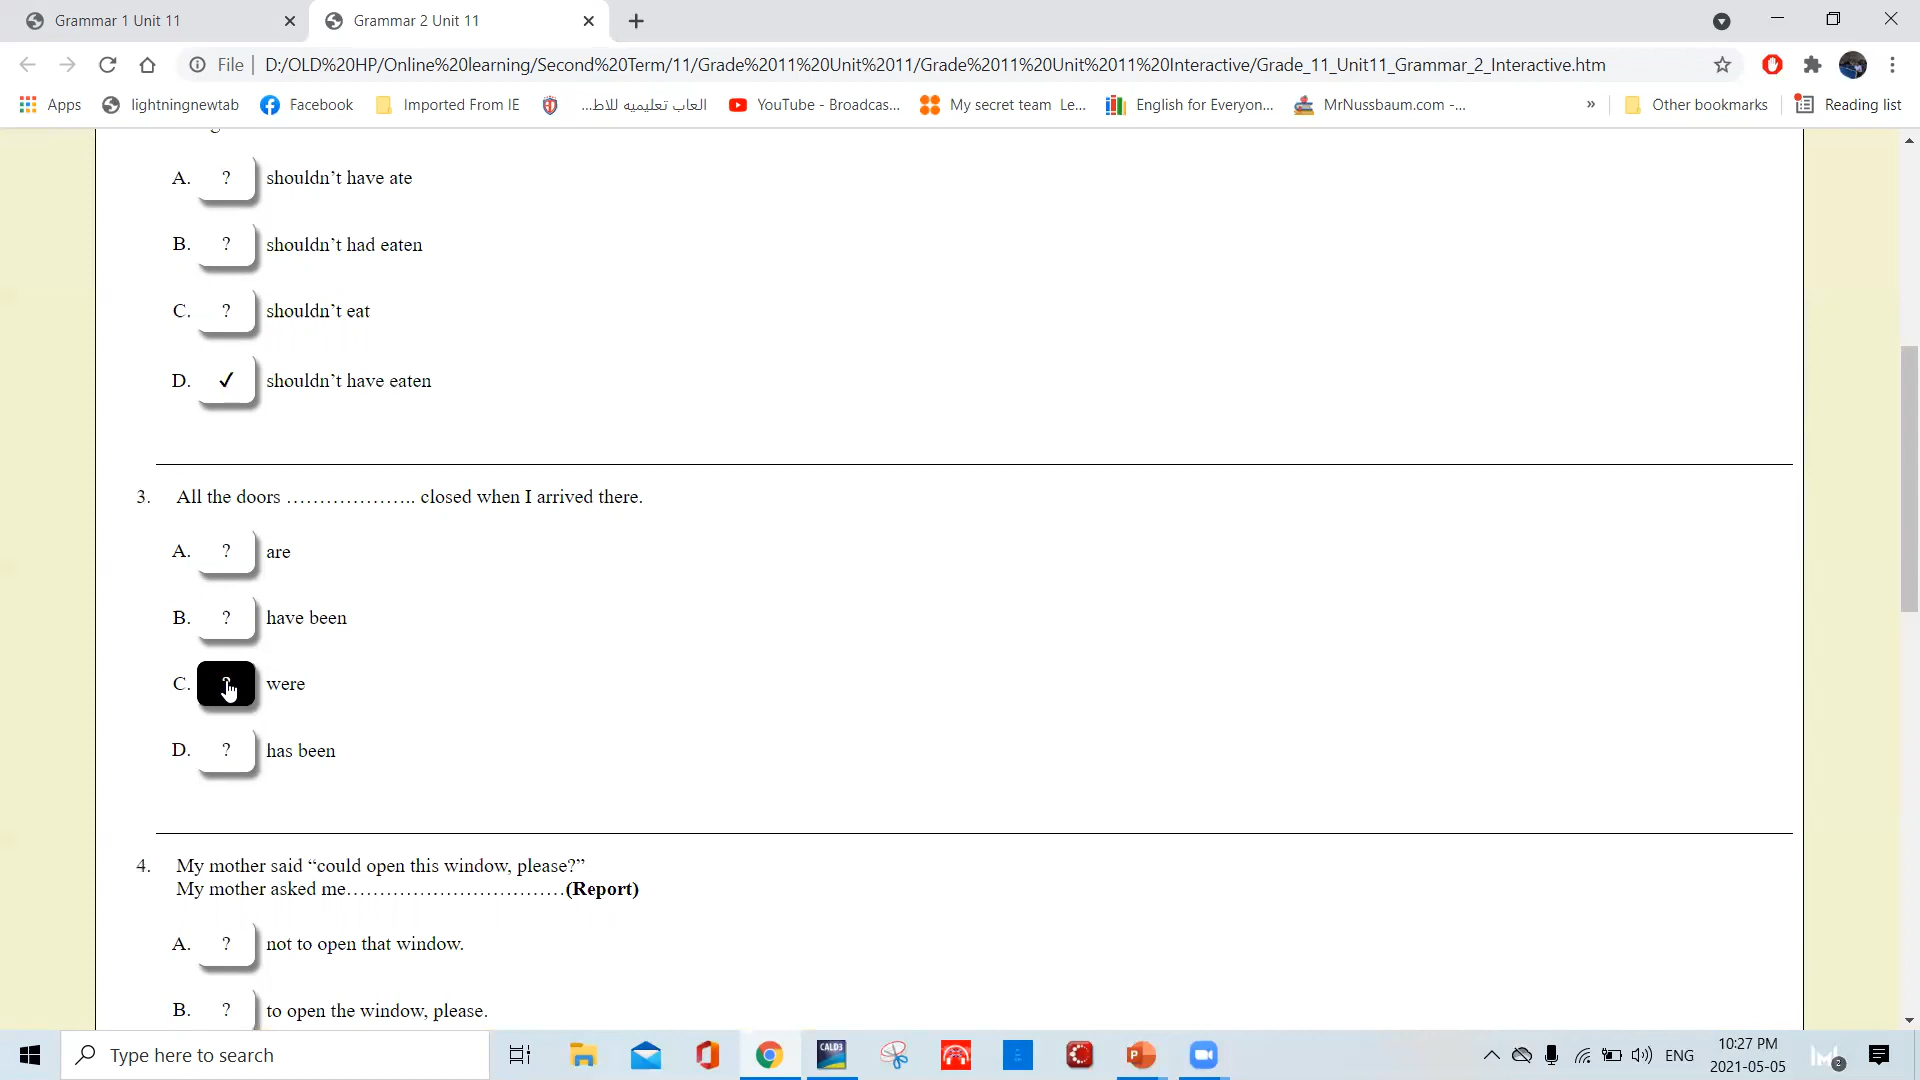 Grammar 1 Unit 11
Grammar 2 Unit 11
File
D:/OLD%20HP/Online%20learning/Second%20Term/11/Grade%2011%20Unit%2011/Grade%2011%20Unit%2011%20Interactive/Grade_11_Unit11_Grammar_2_Interactive.htm
Apps
lightningnewtab
Facebook
Imported From IE
العاب تعليميه للاط...
YouTube - Broadcas...
My secret team Le...
English for Everyon...
MrNussbaum.com -...
»
Other bookmarks
Reading list
A. ? shouldn’t have ate
B. ? shouldn’t had eaten
C. ? shouldn’t eat
D. ✓ shouldn’t have eaten
3. All the doors ……………….. closed when I arrived there.
A. ? are
B. ? have been
C. ? were
D. ? has been
4. My mother said “could open this window, please?”
My mother asked me……………………………(Report)
A. ? not to open that window.
B. ? to open the window, please.
Type here to search
CALD3
ENG
10:27 PM
2021-05-05
2